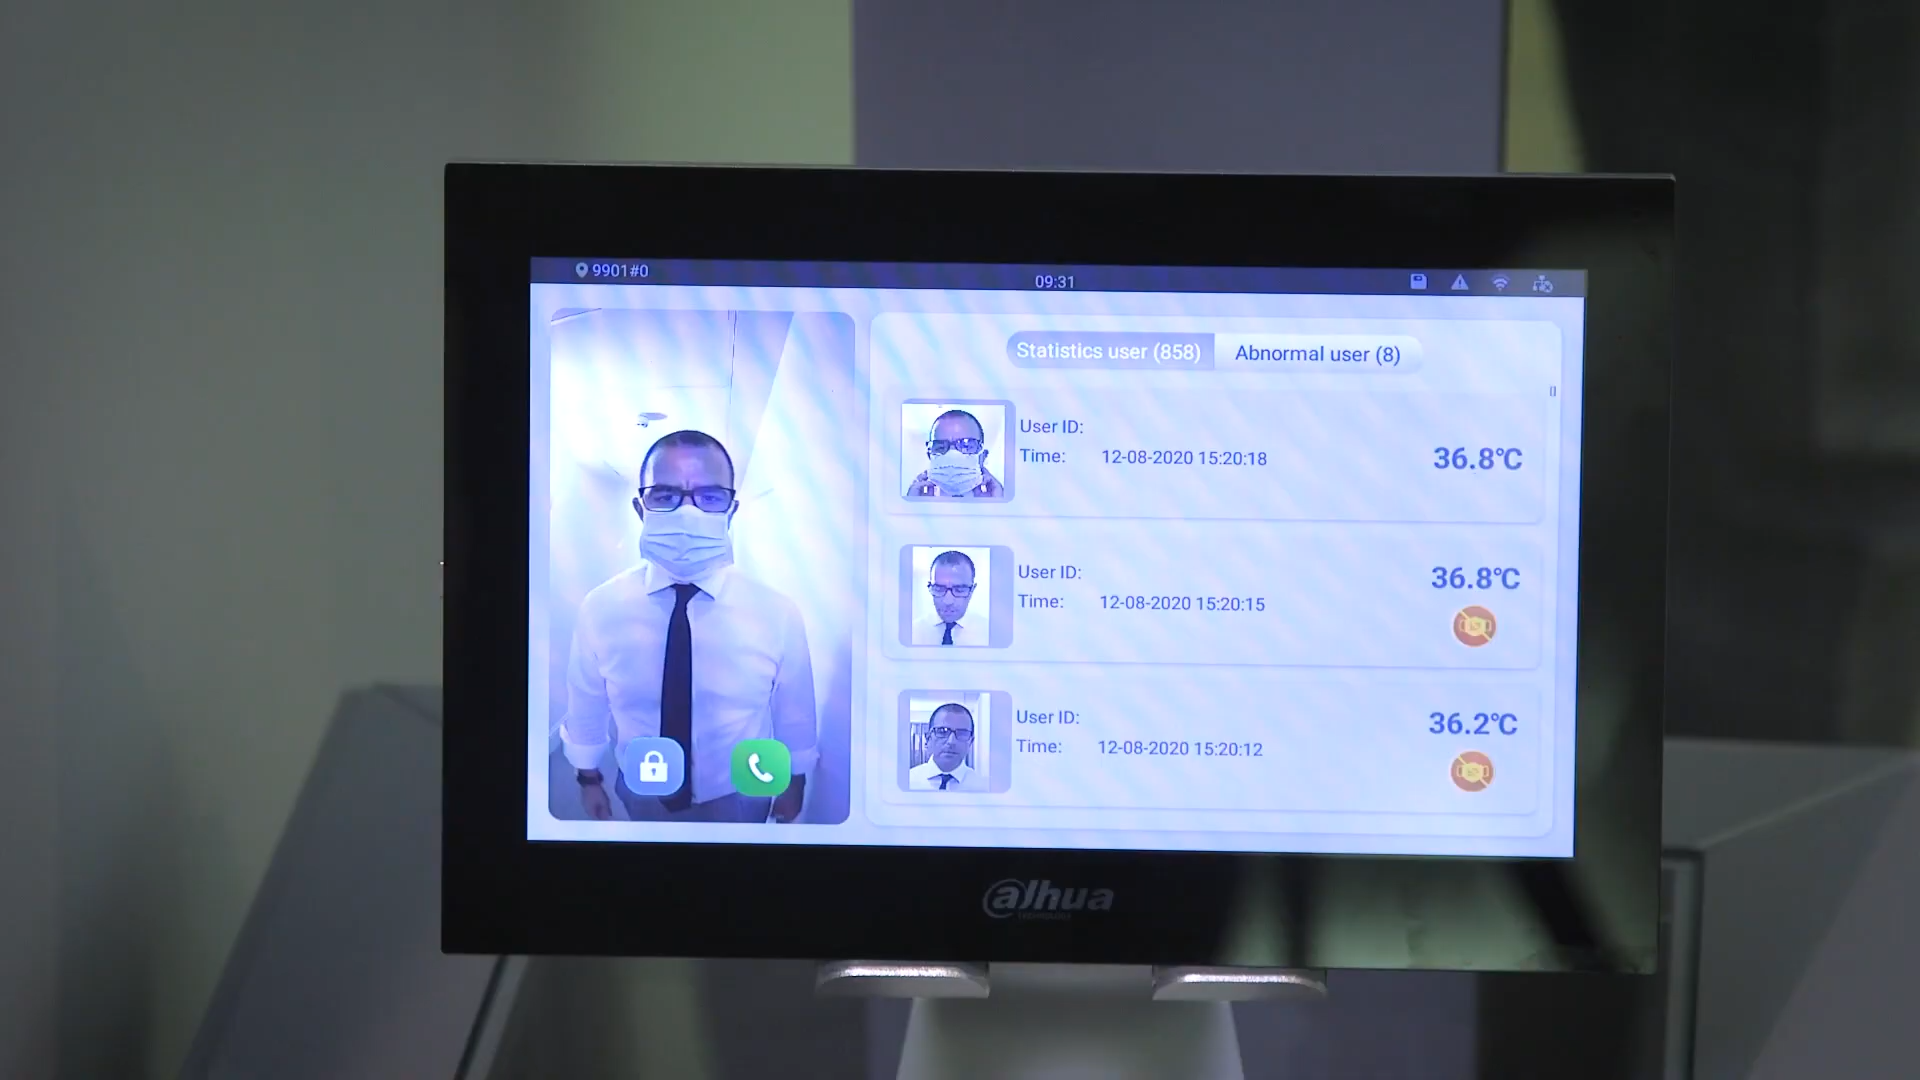 9901#0
09:31
Statistics user (858)
Abnormal user (8)
User ID:
Time: 12-08-2020 15:20:18
36.8℃
User ID:
Time: 12-08-2020 15:20:15
36.8℃
User ID:
Time: 12-08-2020 15:20:12
36.2℃
alhua
TECHNOLOGY